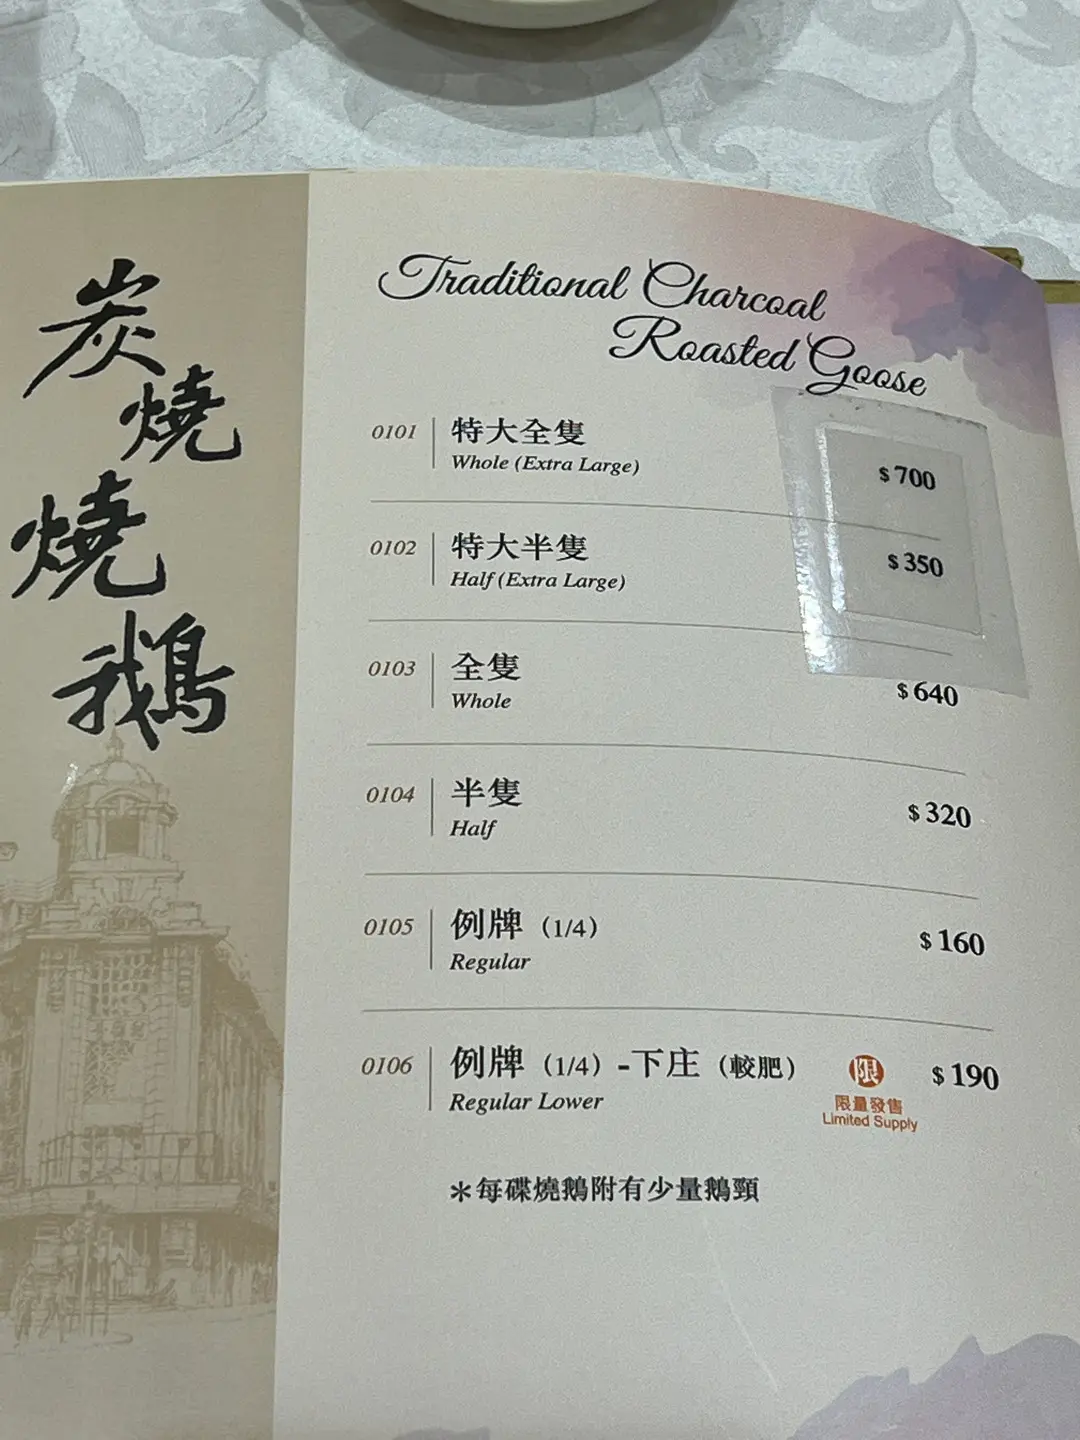 炭燒燒鵝
Traditional Charcoal
Roasted Goose
0101 特大全隻 $700
Whole (Extra Large)
0102 特大半隻 $350
Half (Extra Large)
0103 全隻 $640
Whole
0104 半隻 $320
Half
0105 例牌（1/4） $160
Regular
0106 例牌（1/4）-下庄（較肥） 限 $190
Regular Lower
限量發售
Limited Supply
＊每碟燒鵝附有少量鵝頸